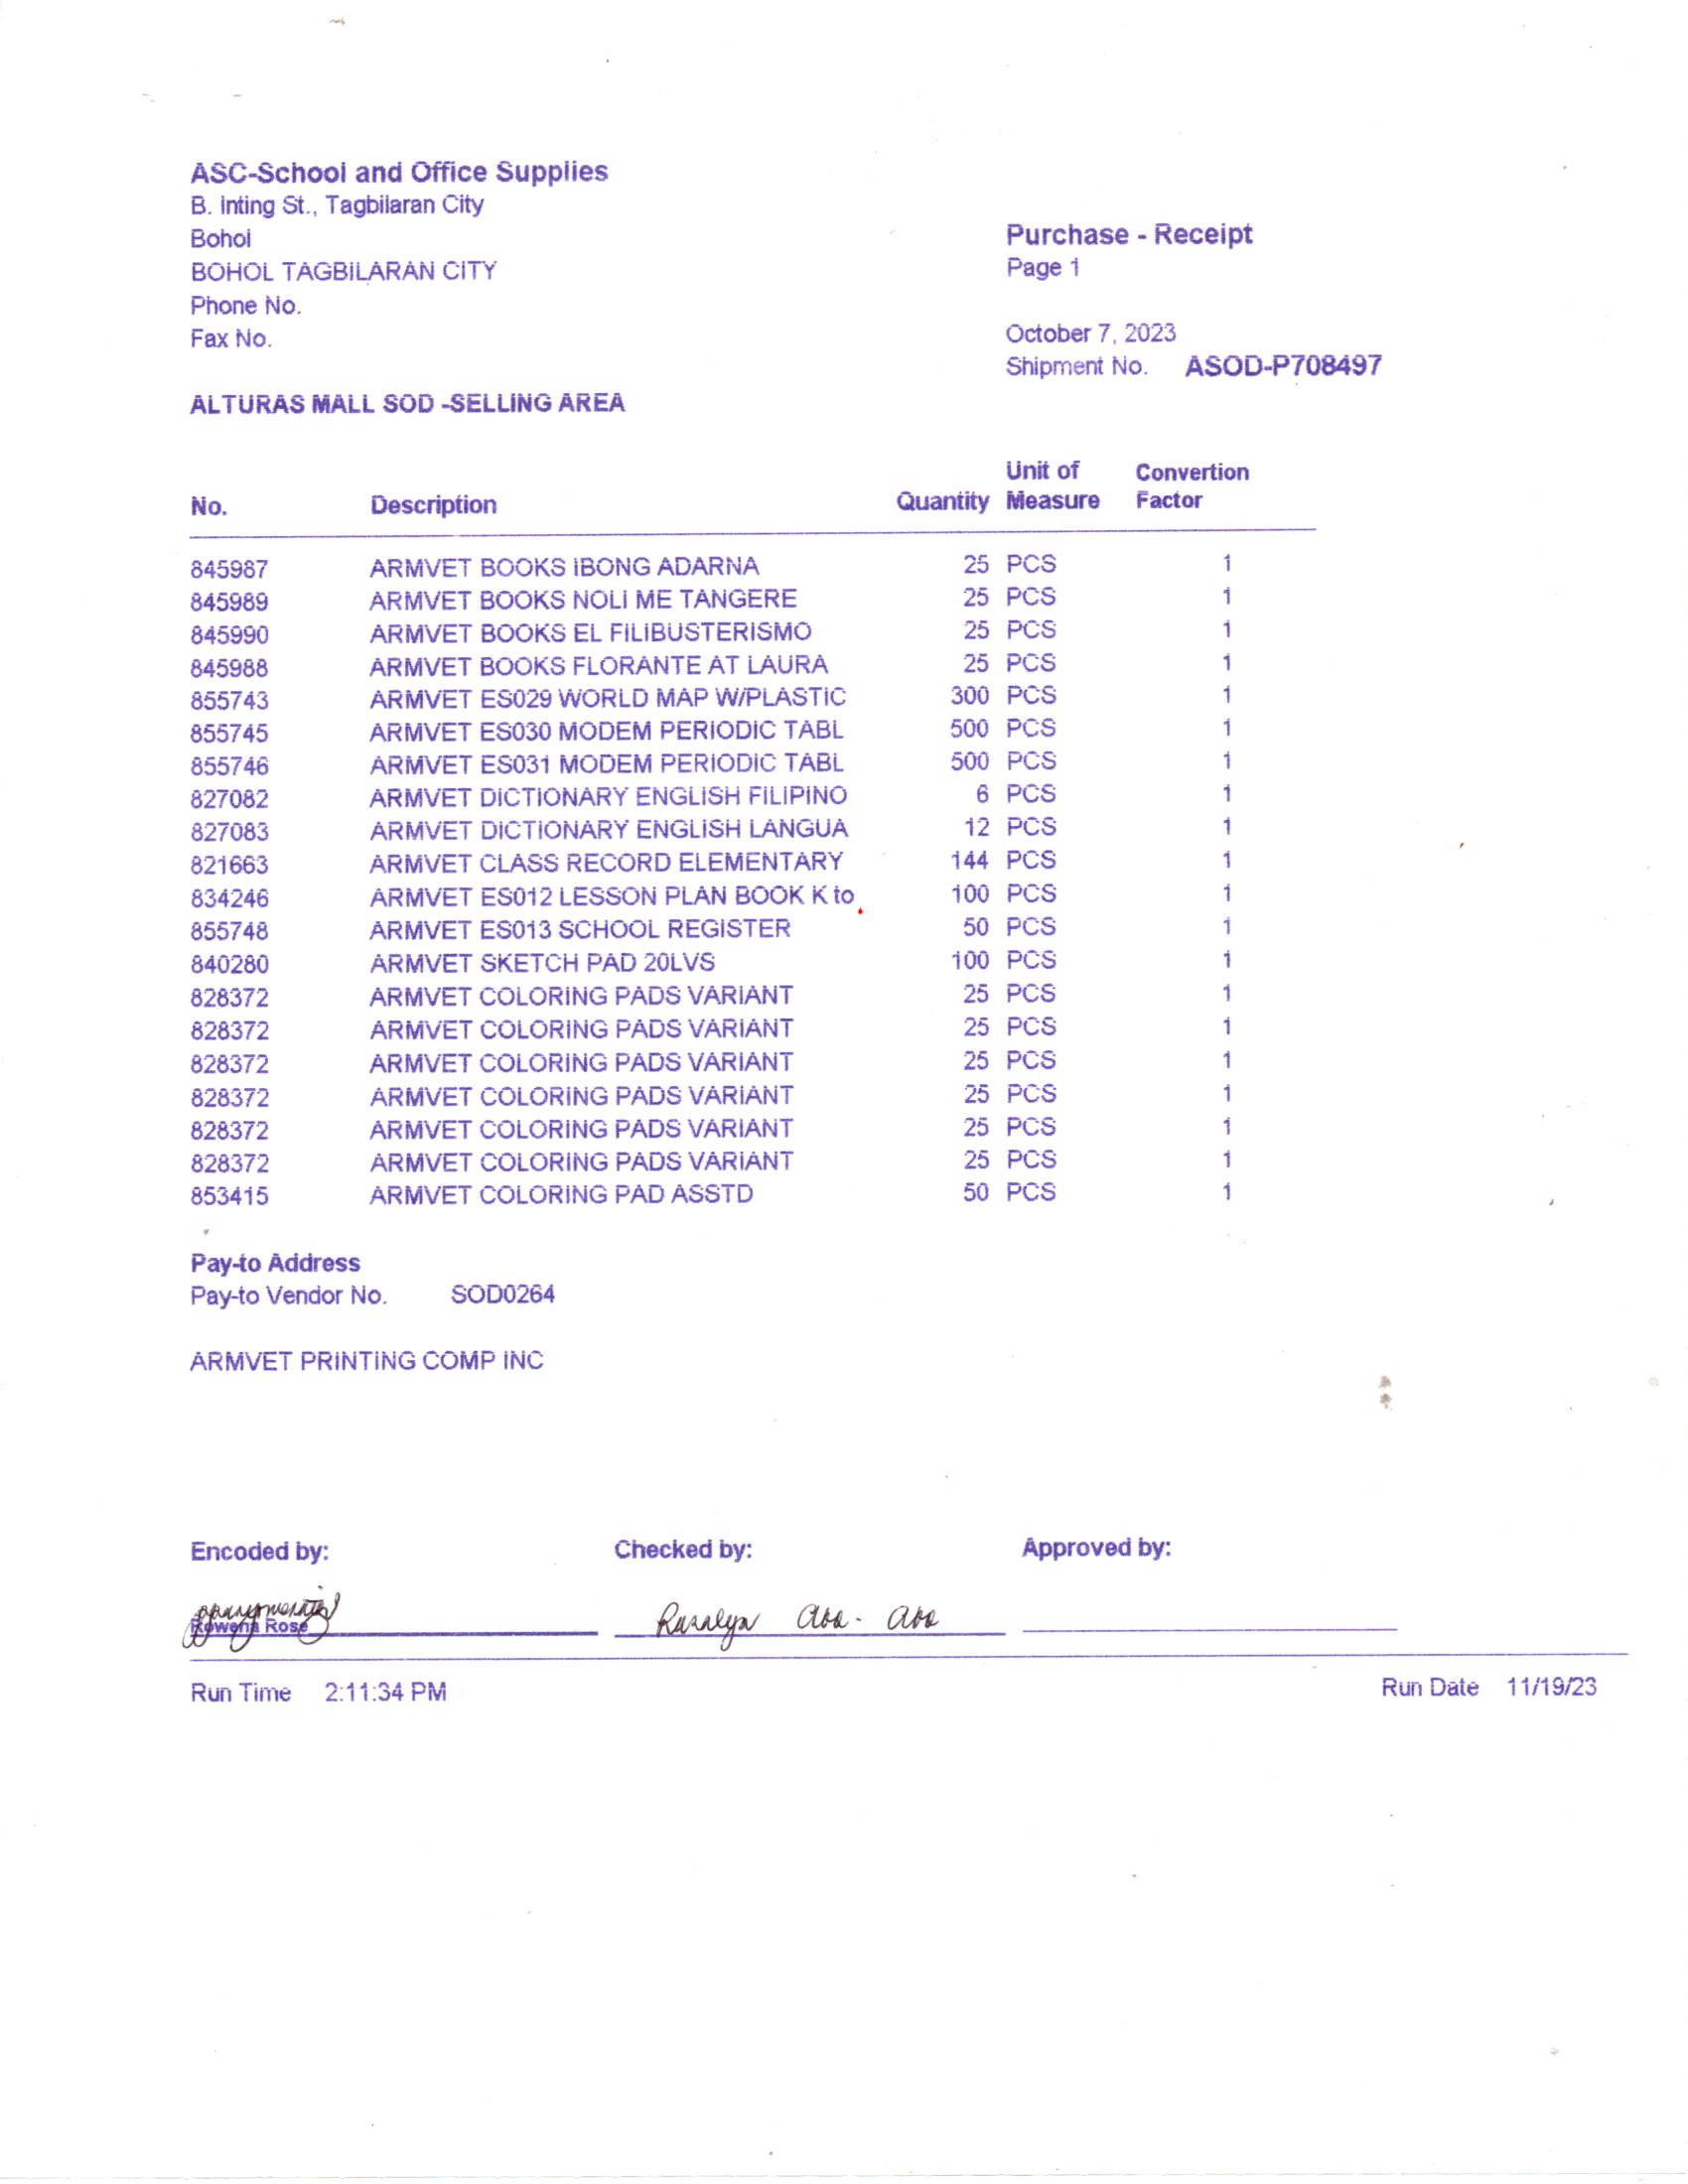 ASC-School and Office Supplies
B. Inting St., Tagbilaran City
Bohol
BOHOL TAGBILARAN CITY
Phone No.
Fax No.
Purchase - Receipt
Page 1
October 7, 2023
Shipment No. ASOD-P708497
ALTURAS MALL SOD -SELLING AREA
No. Description Quantity Unit of Measure Convertion Factor
845987 ARMVET BOOKS IBONG ADARNA 25 PCS 1
845989 ARMVET BOOKS NOLI ME TANGERE 25 PCS 1
845990 ARMVET BOOKS EL FILIBUSTERISMO 25 PCS 1
845988 ARMVET BOOKS FLORANTE AT LAURA 25 PCS 1
855743 ARMVET ES029 WORLD MAP W/PLASTIC 300 PCS 1
855745 ARMVET ES030 MODEM PERIODIC TABL 500 PCS 1
855746 ARMVET ES031 MODEM PERIODIC TABL 500 PCS 1
827082 ARMVET DICTIONARY ENGLISH FILIPINO 6 PCS 1
827083 ARMVET DICTIONARY ENGLISH LANGUA 12 PCS 1
821663 ARMVET CLASS RECORD ELEMENTARY 144 PCS 1
834246 ARMVET ES012 LESSON PLAN BOOK K to 100 PCS 1
855748 ARMVET ES013 SCHOOL REGISTER 50 PCS 1
840280 ARMVET SKETCH PAD 20LVS 100 PCS 1
828372 ARMVET COLORING PADS VARIANT 25 PCS 1
828372 ARMVET COLORING PADS VARIANT 25 PCS 1
828372 ARMVET COLORING PADS VARIANT 25 PCS 1
828372 ARMVET COLORING PADS VARIANT 25 PCS 1
828372 ARMVET COLORING PADS VARIANT 25 PCS 1
828372 ARMVET COLORING PADS VARIANT 25 PCS 1
853415 ARMVET COLORING PAD ASSTD 50 PCS 1
Pay-to Address
Pay-to Vendor No. SOD0264
ARMVET PRINTING COMP INC
Encoded by: Checked by: Approved by:
Rowena Rose
Run Time 2:11:34 PM Run Date 11/19/23